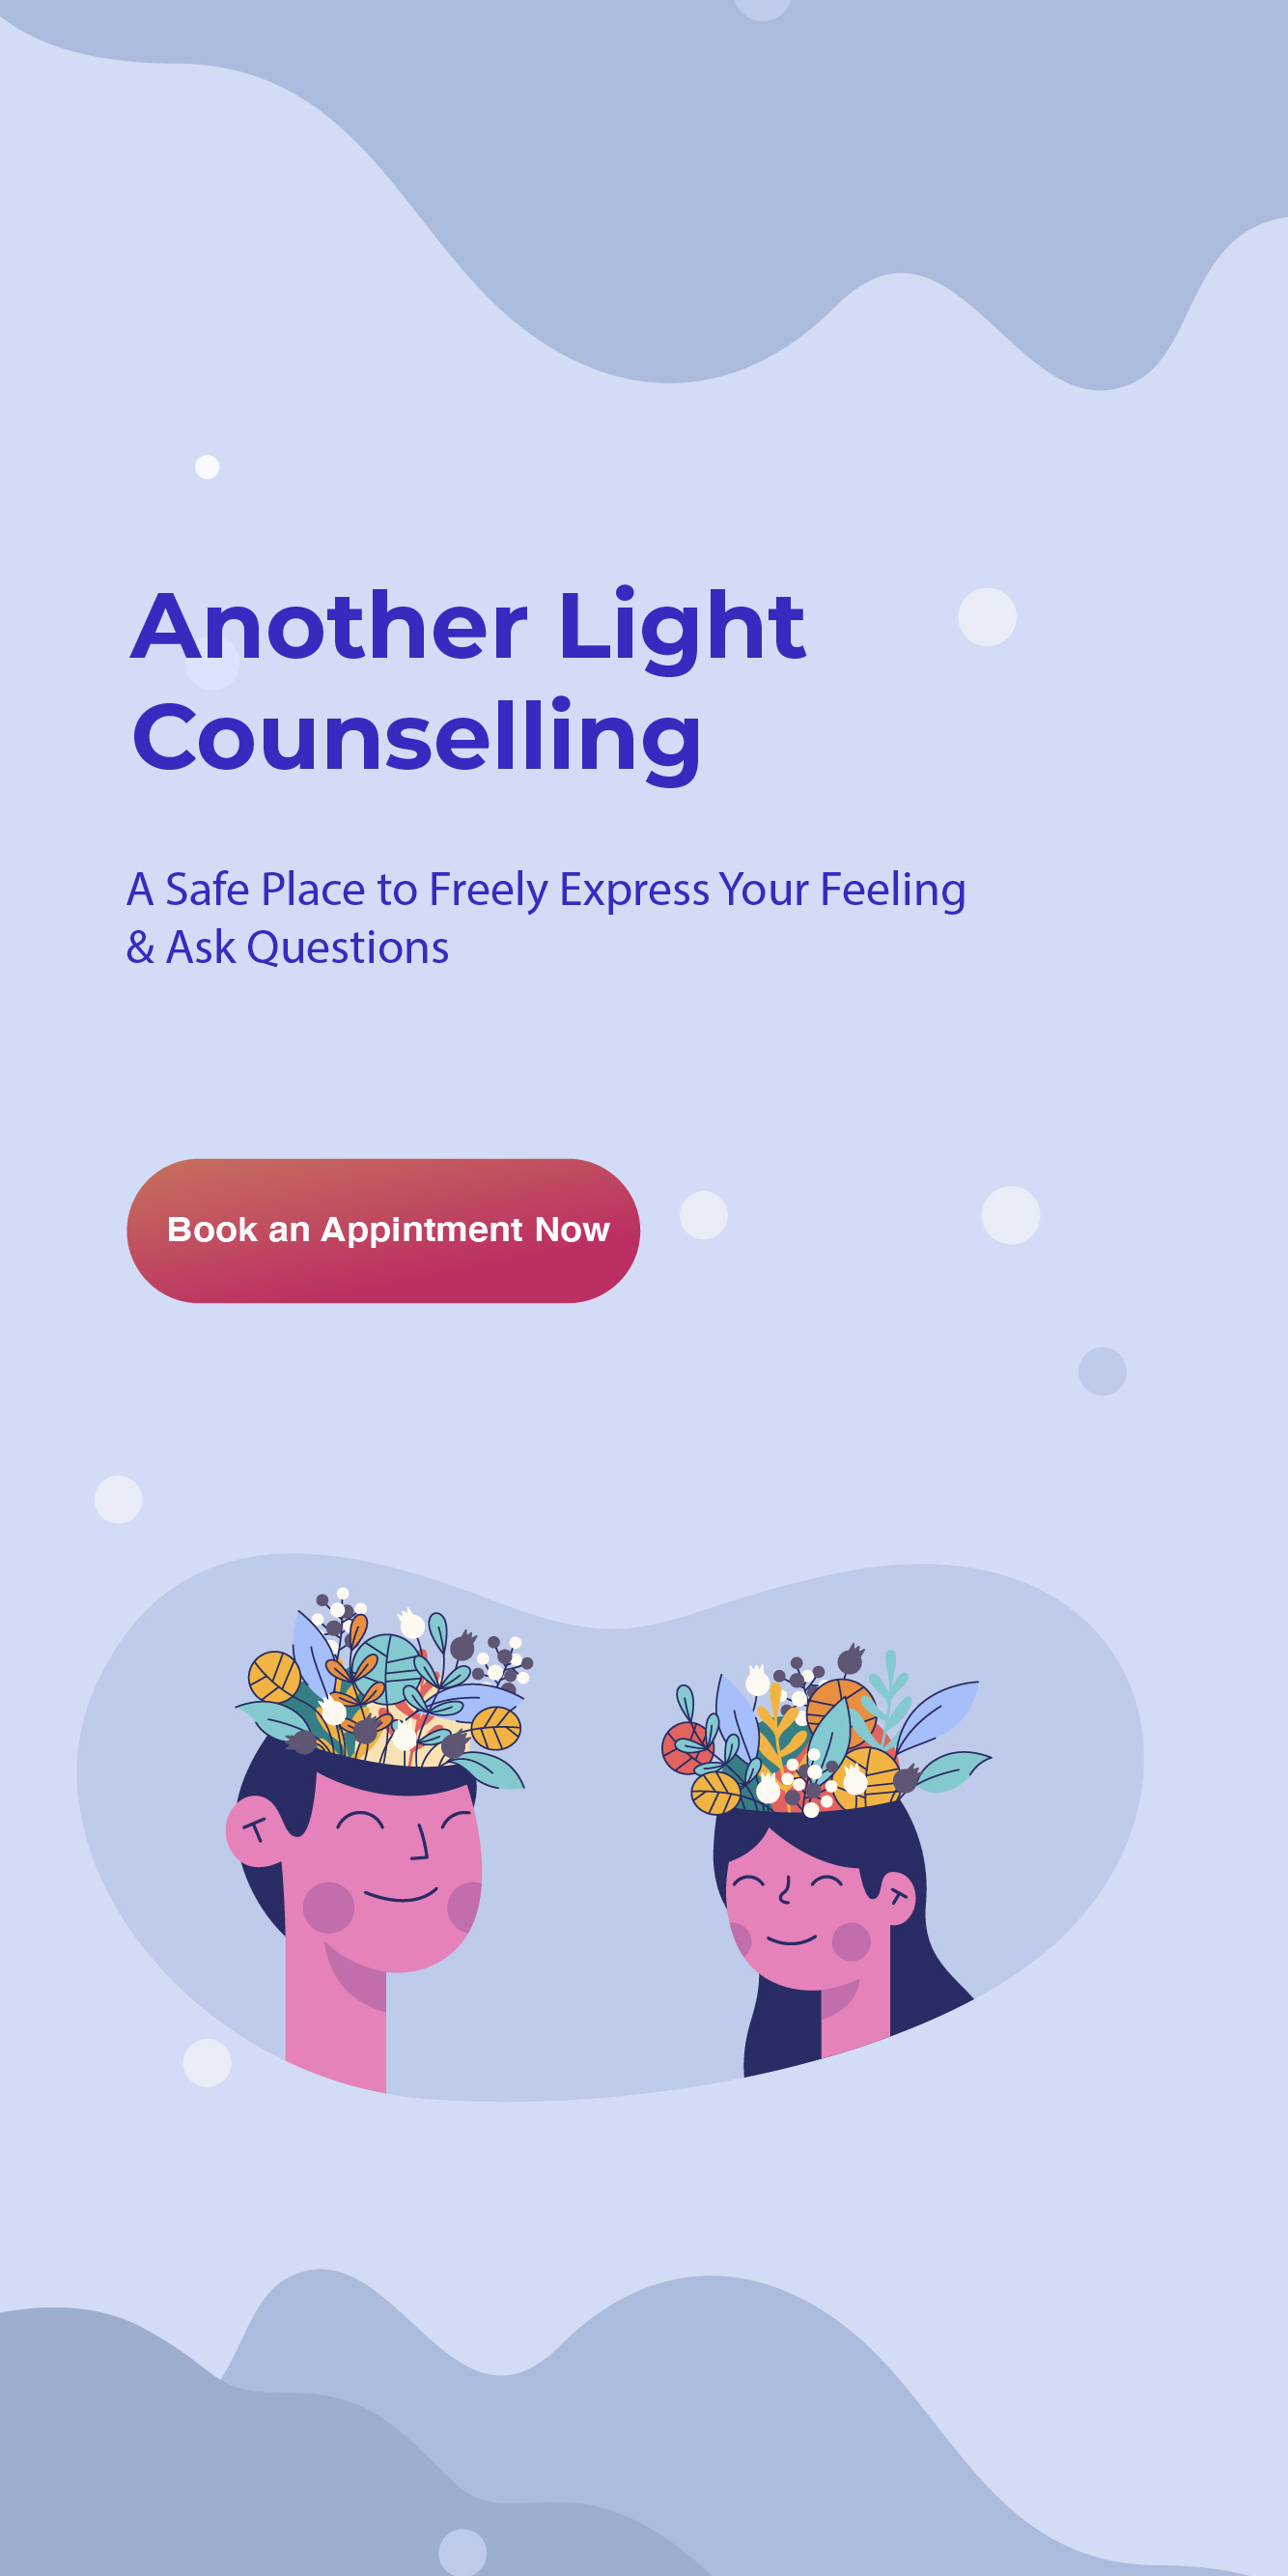 Another Light
Counselling
A Safe Place to Freely Express Your Feeling
& Ask Questions
Book an Appintment Now